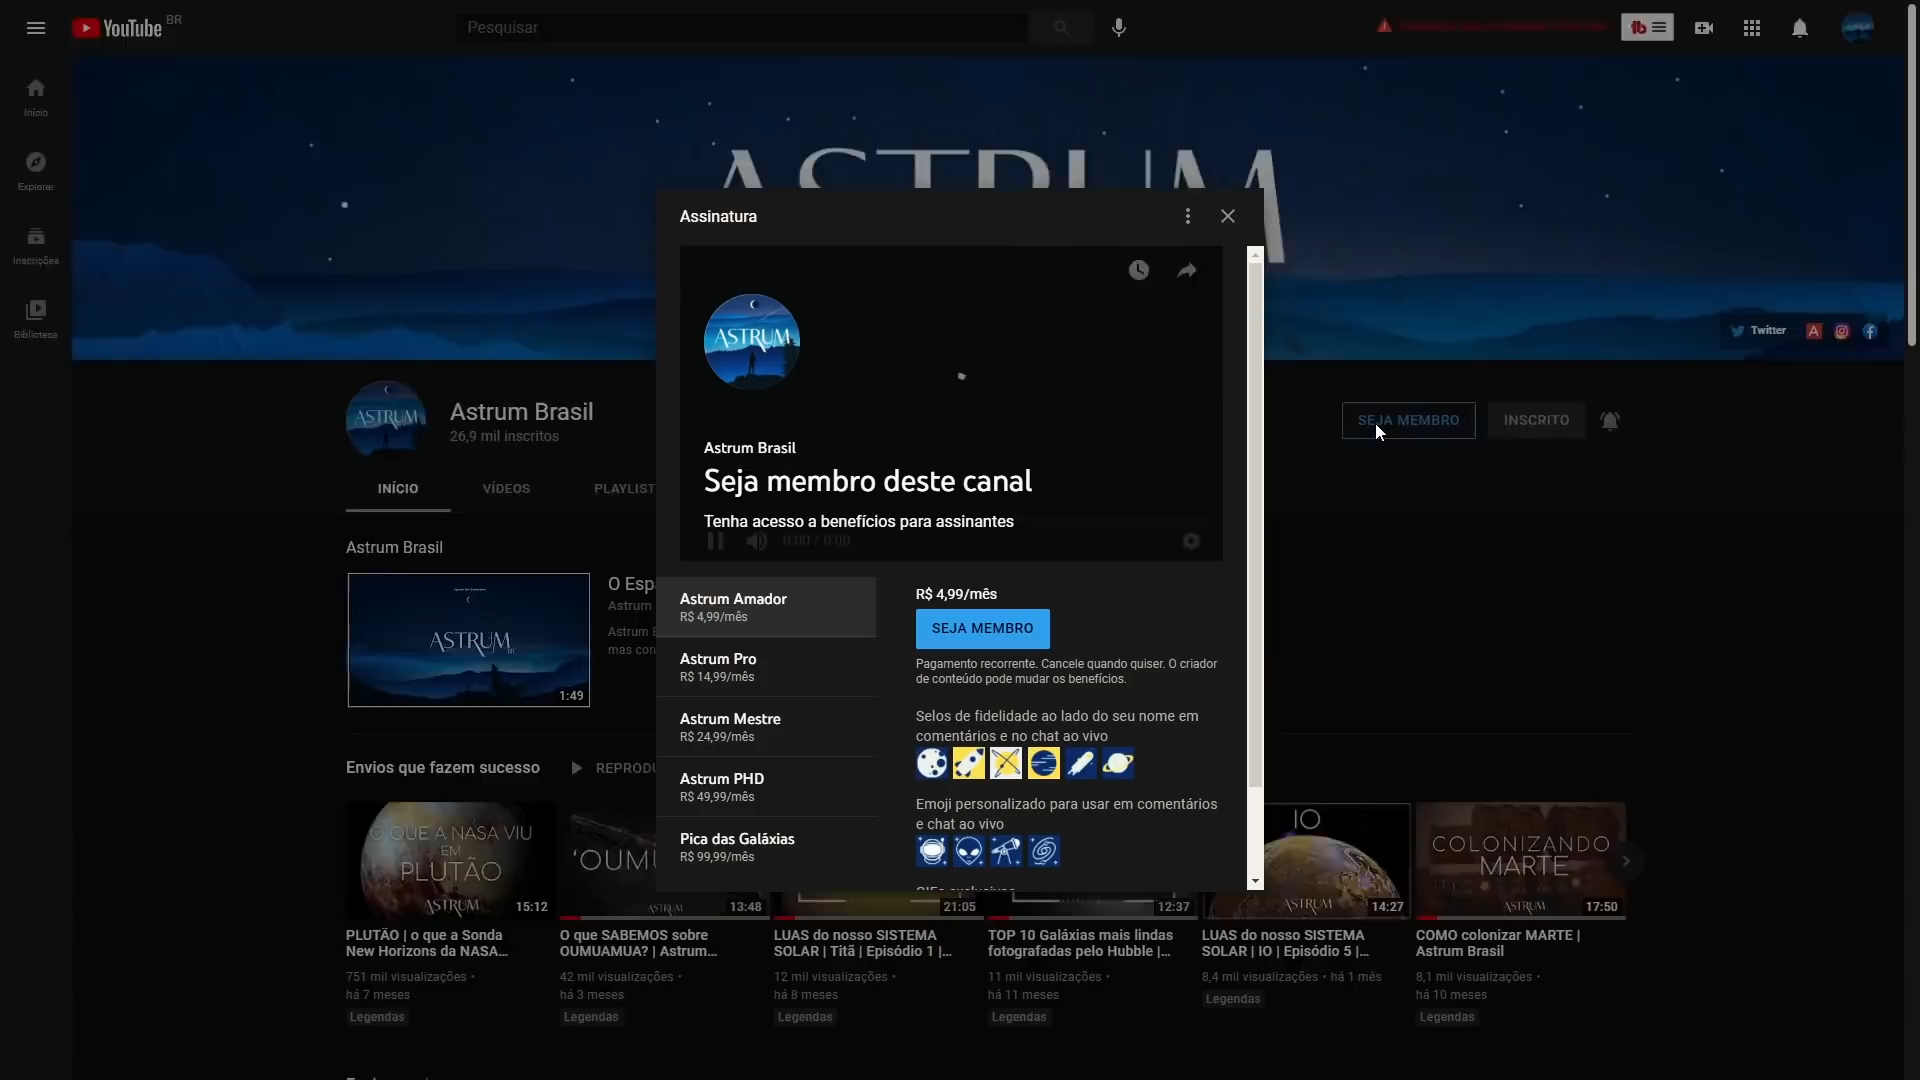 YouTube BR
Pesquisar
Início
Explorar
Inscrições
Biblioteca
ASTRUM
Twitter
Astrum Brasil
26,9 mil inscritos
SEJA MEMBRO
INSCRITO
INÍCIO
VÍDEOS
PLAYLIST
Assinatura
ASTRUM
Astrum Brasil
Seja membro deste canal
Tenha acesso a benefícios para assinantes
0:00 / 0:00
Astrum Amador
R$ 4,99/mês
Astrum Pro
R$ 14,99/mês
Astrum Mestre
R$ 24,99/mês
Astrum PHD
R$ 49,99/mês
Pica das Galáxias
R$ 99,99/mês
R$ 4,99/mês
SEJA MEMBRO
Pagamento recorrente. Cancele quando quiser. O criador
de conteúdo pode mudar os benefícios.
Selos de fidelidade ao lado do seu nome em
comentários e no chat ao vivo
Emoji personalizado para usar em comentários
e chat ao vivo
Astrum Brasil
ASTRUM
1:49
O Esp
Astrum
Astrum B
mas con
Envios que fazem sucesso
REPRODU
O QUE A NASA VIU
EM
PLUTÃO
ASTRUM
15:12
PLUTÃO | o que a Sonda
New Horizons da NASA...
751 mil visualizações •
há 7 meses
Legendas
'OUMU
ASTRUM
13:48
O que SABEMOS sobre
OUMUAMUA? | Astrum...
42 mil visualizações •
há 3 meses
Legendas
21:05
LUAS do nosso SISTEMA
SOLAR | Titã | Episódio 1 |...
12 mil visualizações •
há 8 meses
Legendas
12:37
TOP 10 Galáxias mais lindas
fotografadas pelo Hubble |...
11 mil visualizações •
há 11 meses
Legendas
IO
ASTRUM
14:27
LUAS do nosso SISTEMA
SOLAR | IO | Episódio 5 |...
8,4 mil visualizações • há 1 mês
Legendas
COLONIZANDO
MARTE
ASTRUM
17:50
COMO colonizar MARTE |
Astrum Brasil
8,1 mil visualizações •
há 10 meses
Legendas